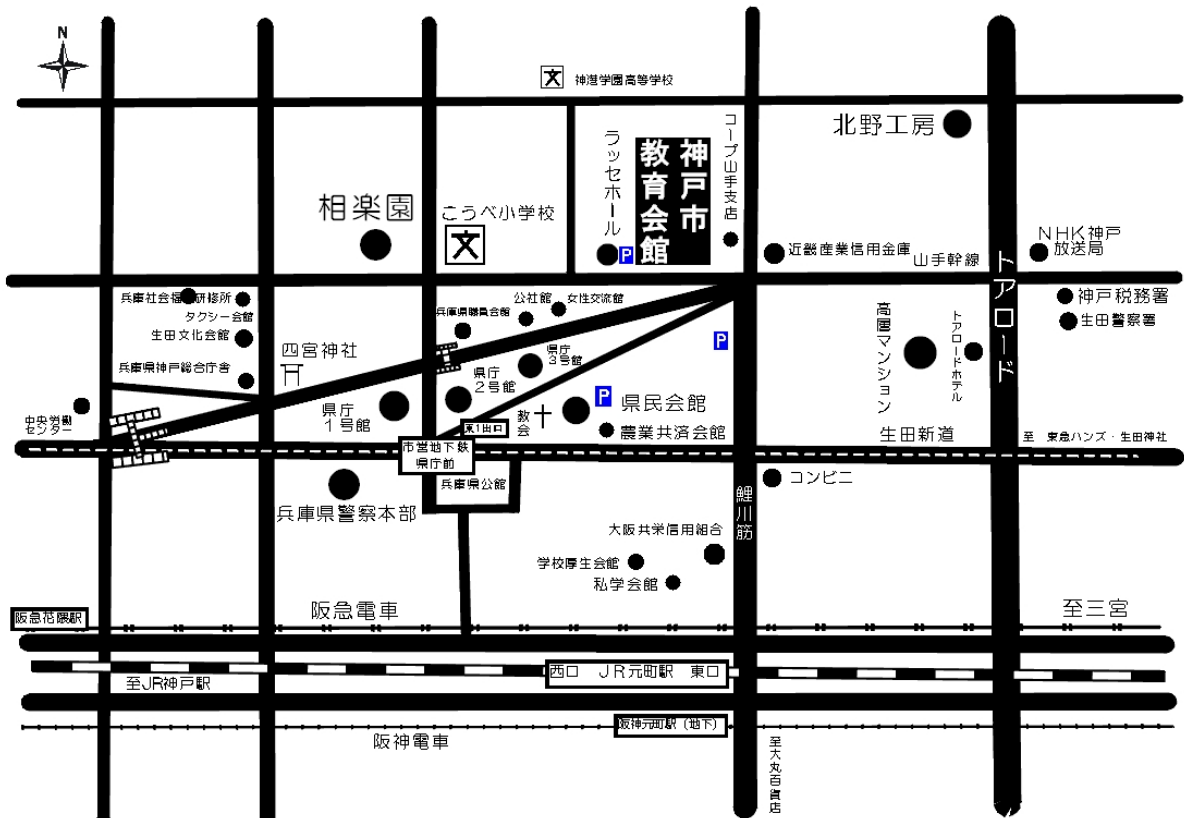 N
神港学園高等学校
北野工房
コープ山手支店
ラッセホール
神戸市
教育会館
相楽園
こうべ小学校
P
近畿産業信用金庫
山手幹線
NHK神戸
放送局
トアロード
兵庫社会福 研修所
タクシー会館
生田文化会館
兵庫県神戸総合庁舎
四宮神社
兵庫県職員会館
公社館
女性交流館
県庁
3号館
県庁
2号館
県庁
1号館
P
P
高層マンション
トアロードホテル
神戸税務署
生田警察署
中央労働
センター
東1出口
教会
県民会館
農業共済会館
生田新道
至 東急ハンズ・生田神社
市営地下鉄
県庁前
兵庫県公館
兵庫県警察本部
コンビニ
鯉川筋
大阪共栄信用組合
学校厚生会館
私学会館
阪急花隈駅
阪急電車
至三宮
至JR神戸駅
西口 JR元町駅 東口
阪神元町駅(地下)
阪神電車
至大丸百貨店